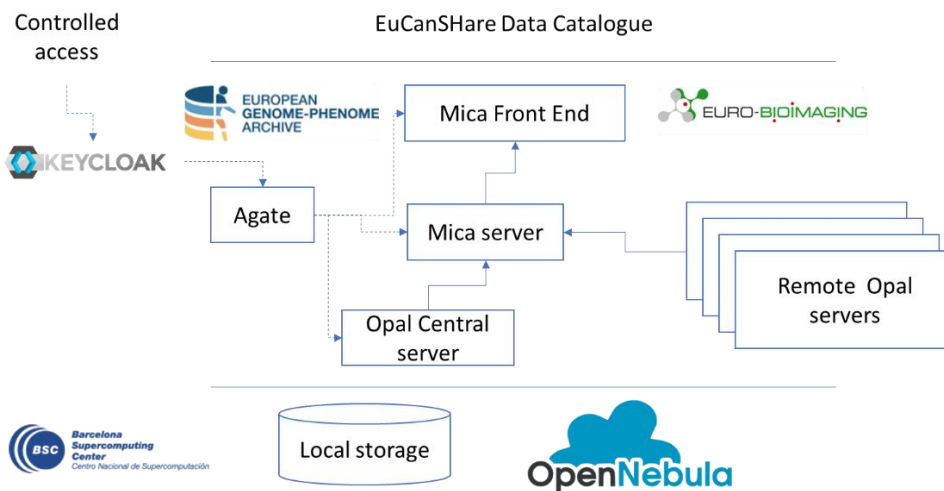 Controlled
access
EuCanSHare Data Catalogue
EUROPEAN
GENOME-PHENOME
ARCHIVE
Mica Front End
EURO-BIOIMAGING
KEYCLOAK
Agate
Mica server
Remote Opal
servers
Opal Central
server
BSC
Barcelona
Supercomputing
Center
Centro Nacional de Supercomputación
Local storage
OpenNebula